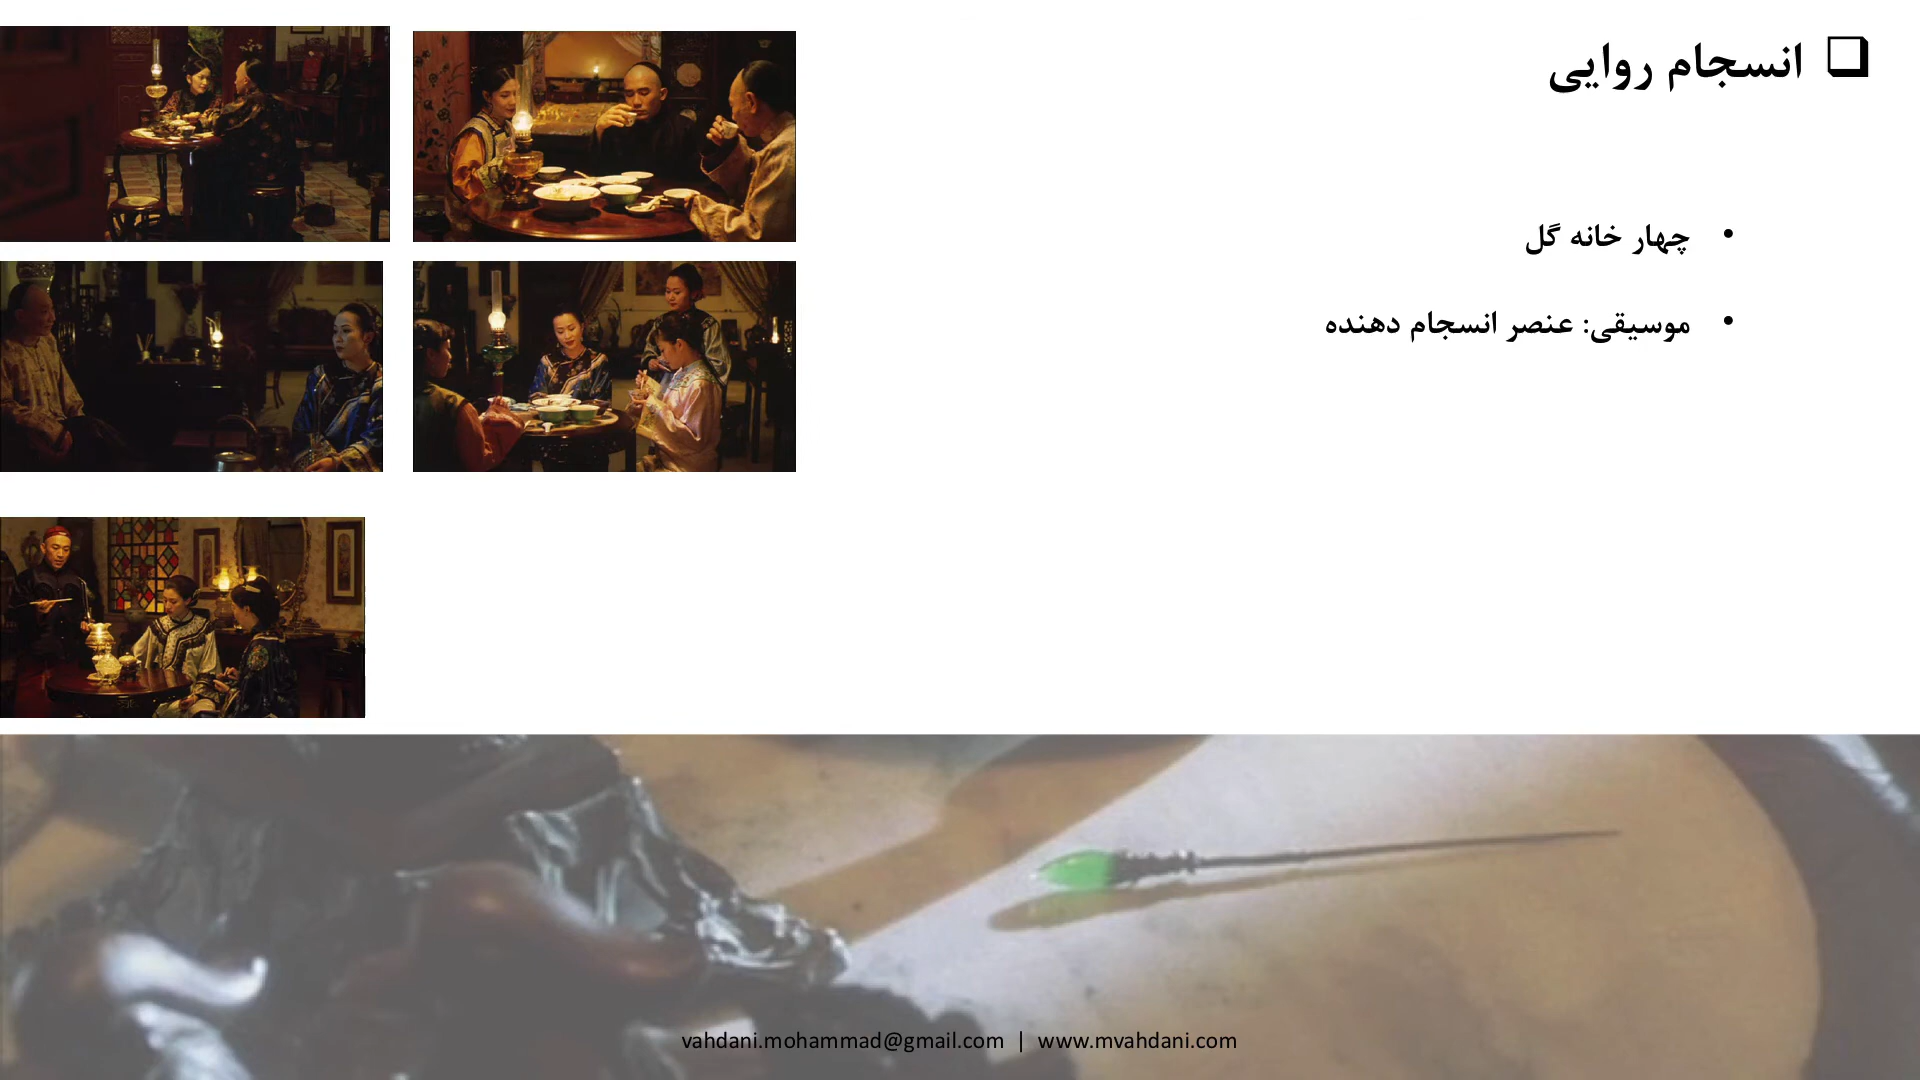 ❑ انسجام روایی
• چهار خانه گل
• موسیقی: عنصر انسجام دهنده
vahdani.mohammad@gmail.com | www.mvahdani.com